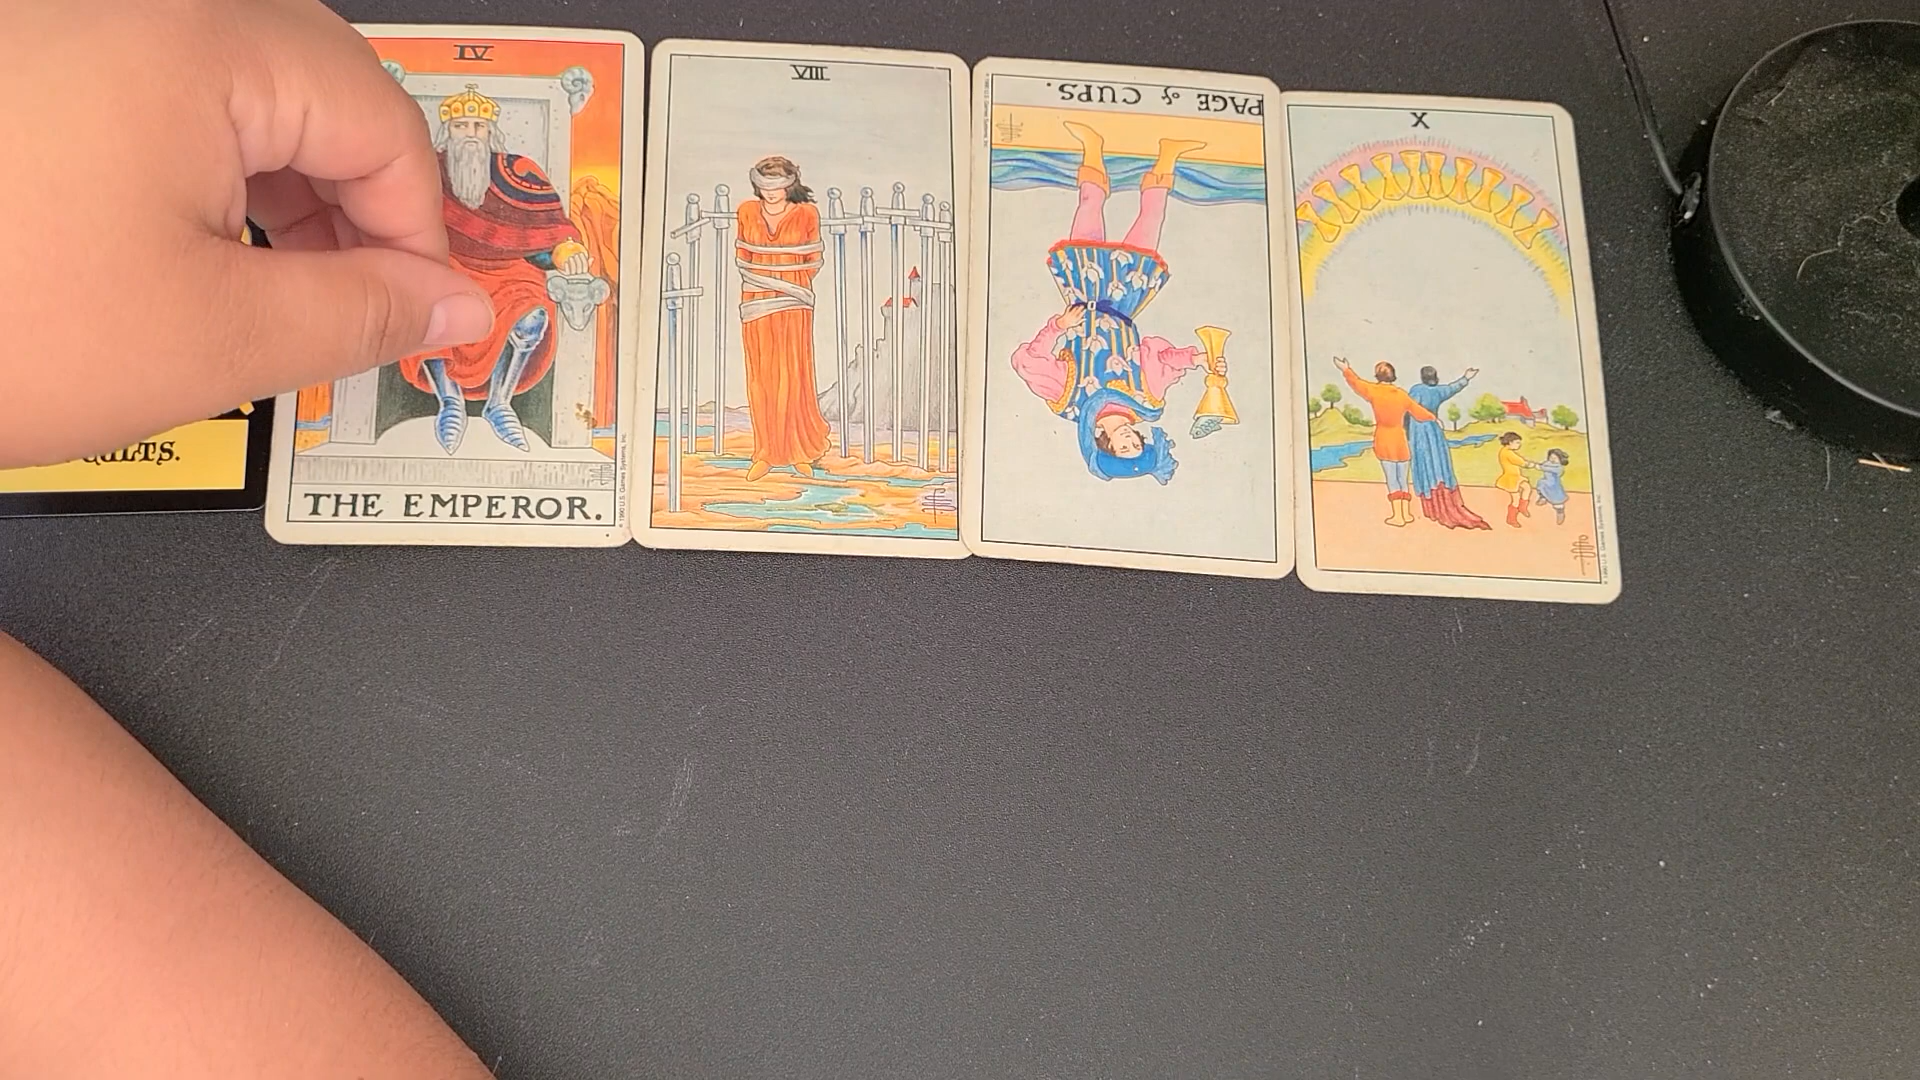 IV
VIII
PAGE of CUPS.
X
THE EMPEROR.